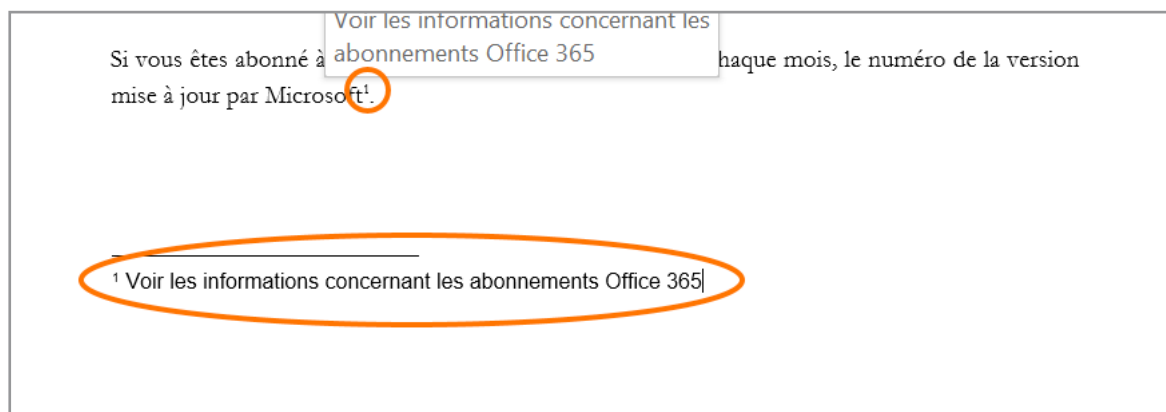 Voir les informations concernant les
abonnements Office 365
Si vous êtes abonné à haque mois, le numéro de la version
mise à jour par Microsoft¹.
¹ Voir les informations concernant les abonnements Office 365